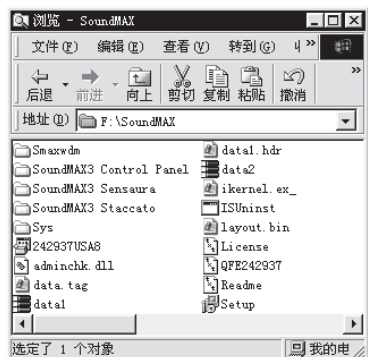 浏览 - SoundMAX
文件(F) 编辑(E) 查看(V) 转到(G) »
后退 前进 向上 剪切 复制 粘贴 撤消 »
地址(D) F:\SoundMAX
Smaxwdm
SoundMAX3 Control Panel
SoundMAX3 Sensaura
SoundMAX3 Staccato
Sys
242937USA8
adminchk.dll
data.tag
data1
data1.hdr
data2
ikernel.ex_
ISUninst
layout.bin
License
QFE242937
Readme
Setup
选定了 1 个对象 我的电